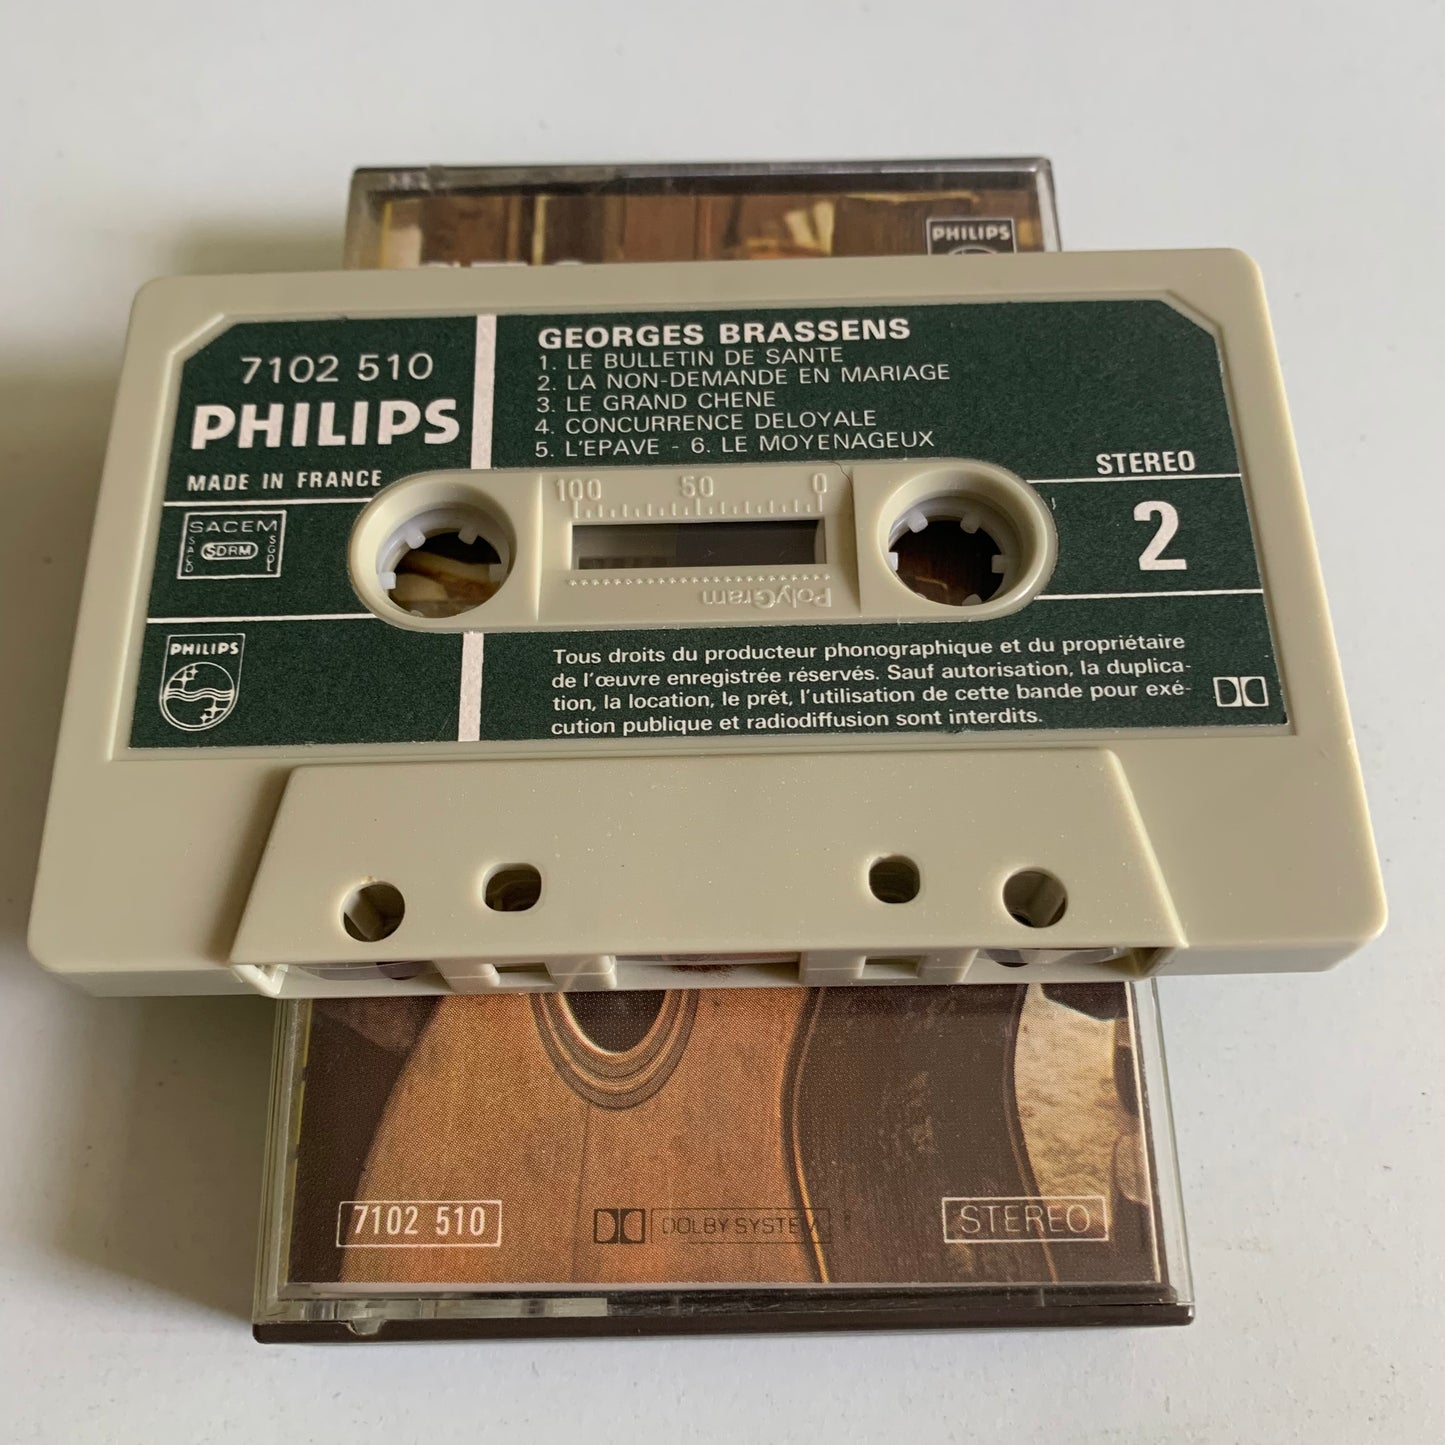 PHILIPS
7102 510
PHILIPS
MADE IN FRANCE
SACEM
SACD
SDRM
SGDL
PHILIPS
GEORGES BRASSENS
1. LE BULLETIN DE SANTE
2. LA NON-DEMANDE EN MARIAGE
3. LE GRAND CHENE
4. CONCURRENCE DELOYALE
5. L'EPAVE - 6. LE MOYENAGEUX
STEREO
2
100 50 0
PolyGram
Tous droits du producteur phonographique et du propriétaire
de l'œuvre enregistrée réservés. Sauf autorisation, la duplica-
tion, la location, le prêt, l'utilisation de cette bande pour exé-
cution publique et radiodiffusion sont interdits.
7102 510
DOLBY SYSTEM
STEREO